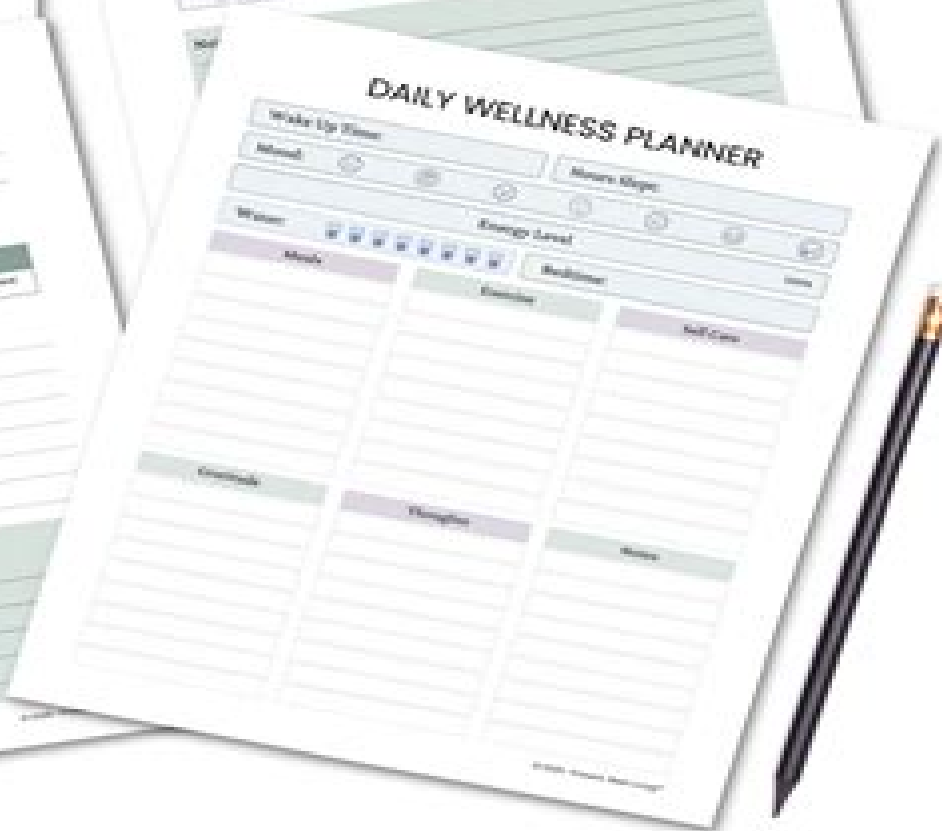 DAILY WELLNESS PLANNER
Wake Up Time:
Hours Slept:
Mood:
Energy Level
Water:
Bedtime:
Meals
Exercise
Self-Care
Gratitude
Thoughts
Notes